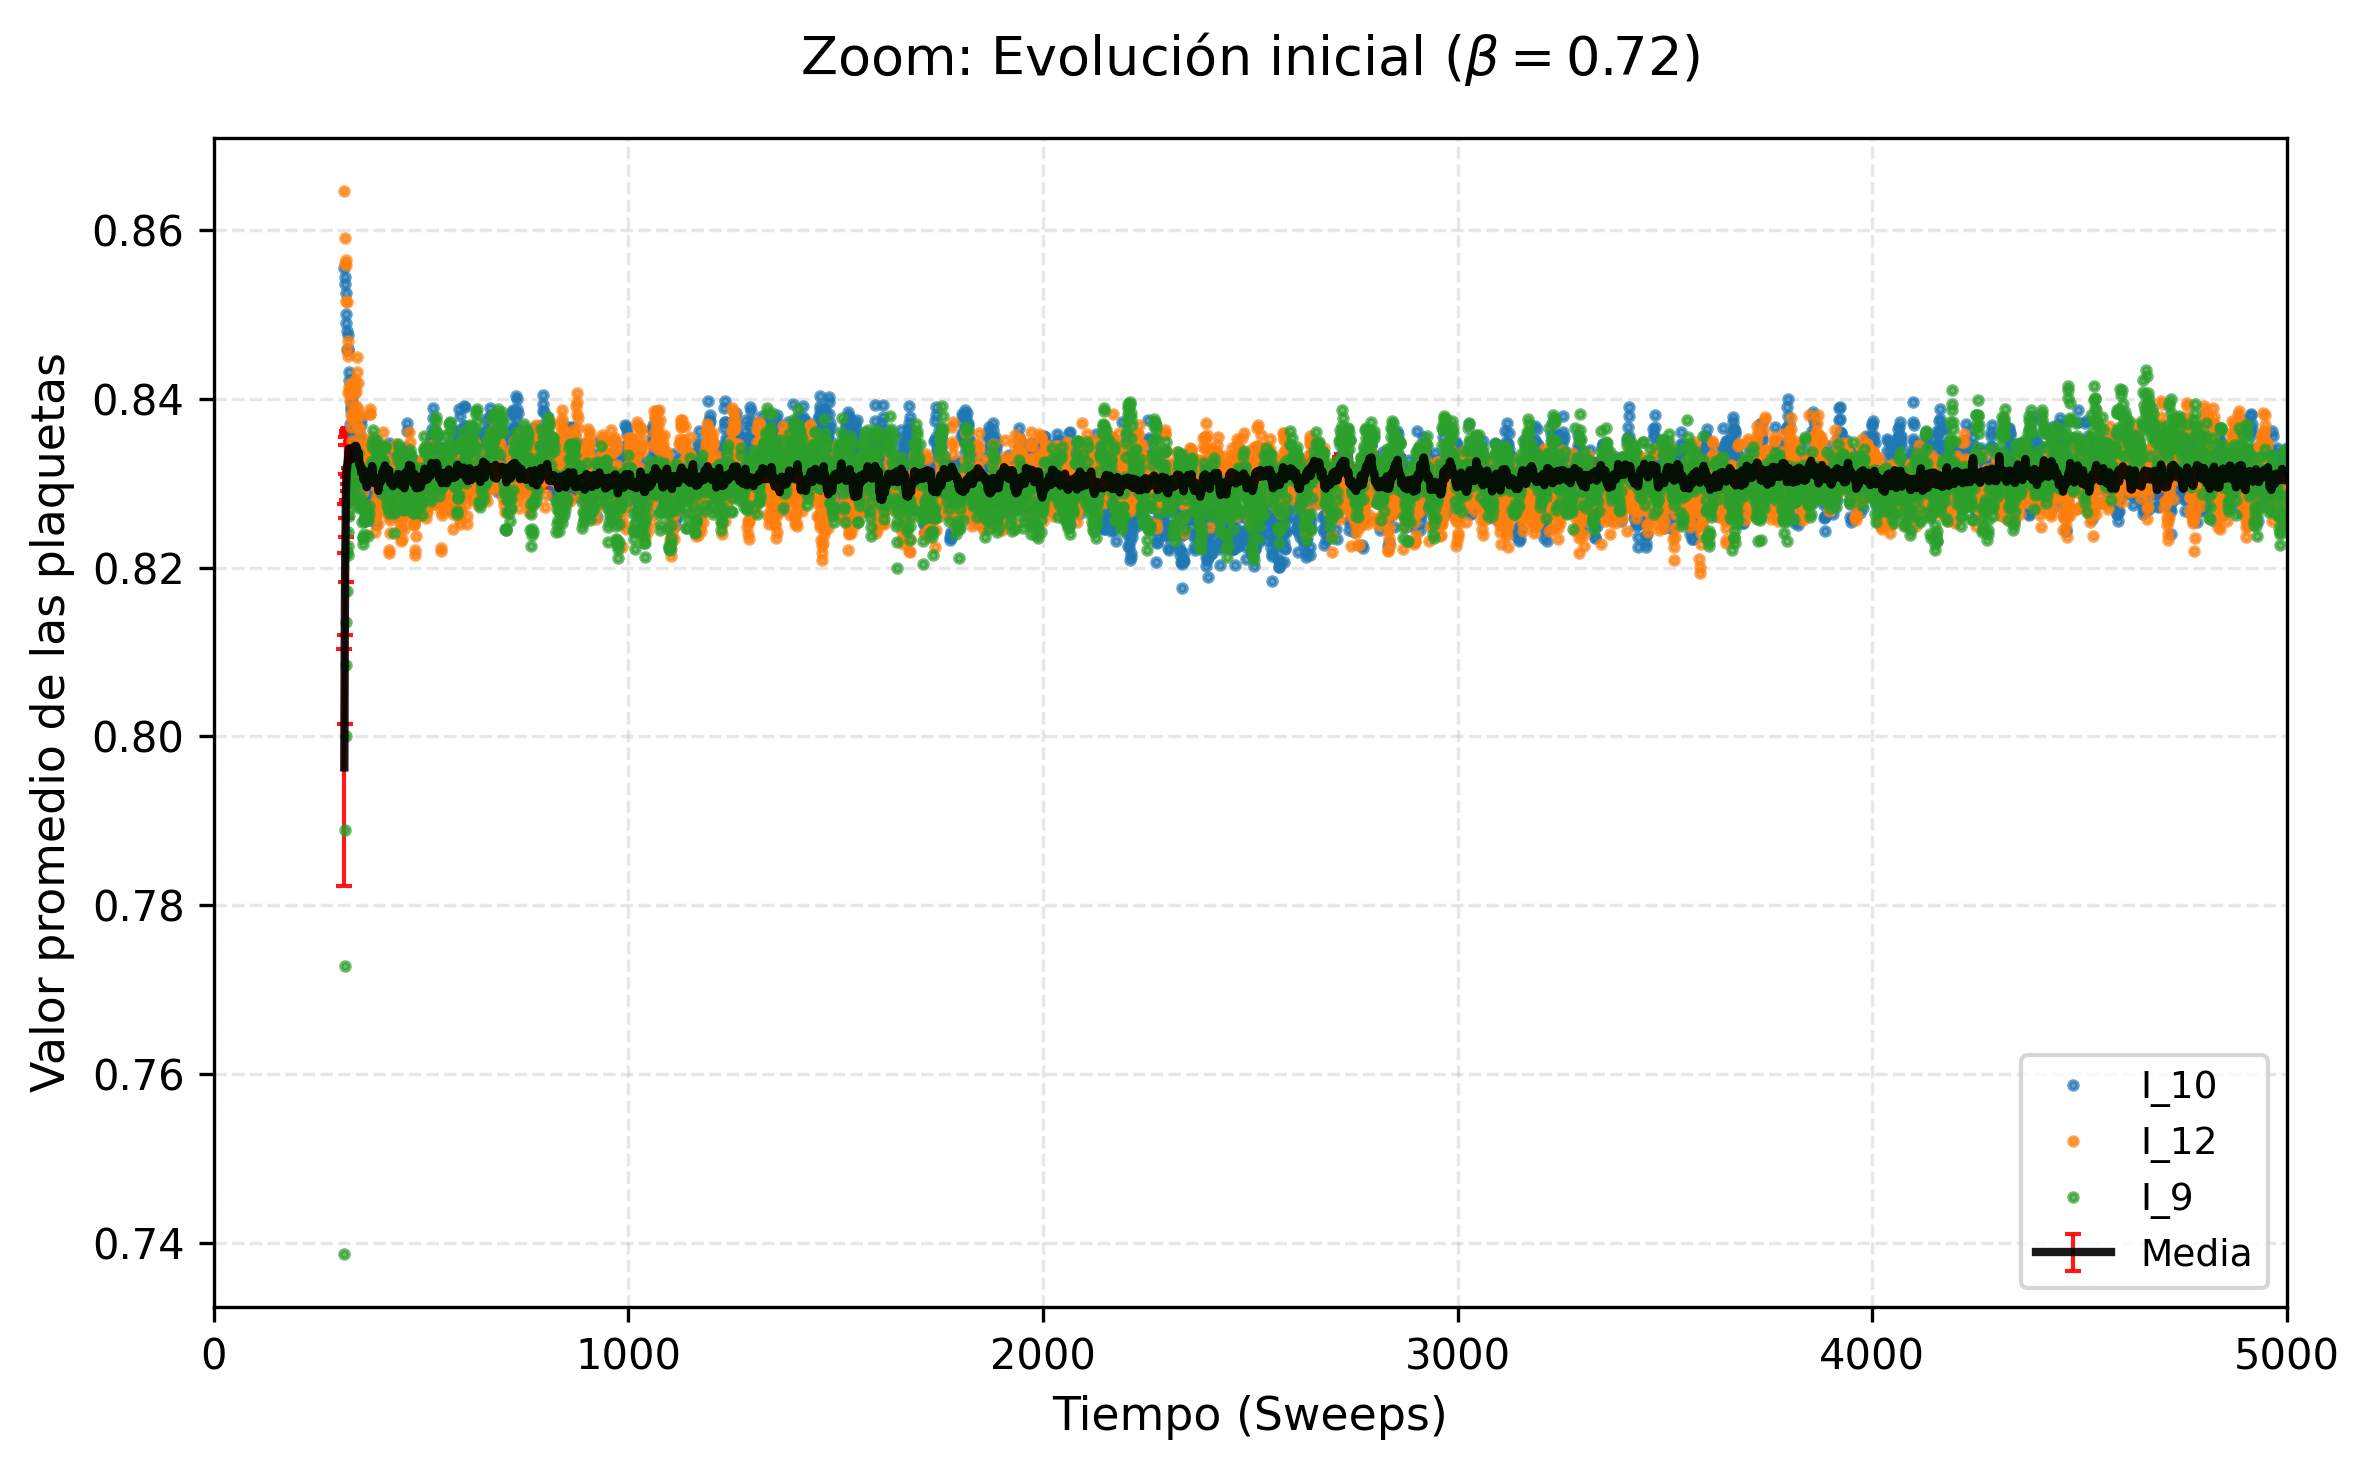 Zoom: Evolución inicial (β = 0.72)
Valor promedio de las plaquetas
0.86
0.84
0.82
0.80
0.78
0.76
0.74
0
1000
2000
3000
4000
5000
Tiempo (Sweeps)
I_10
I_12
I_9
Media